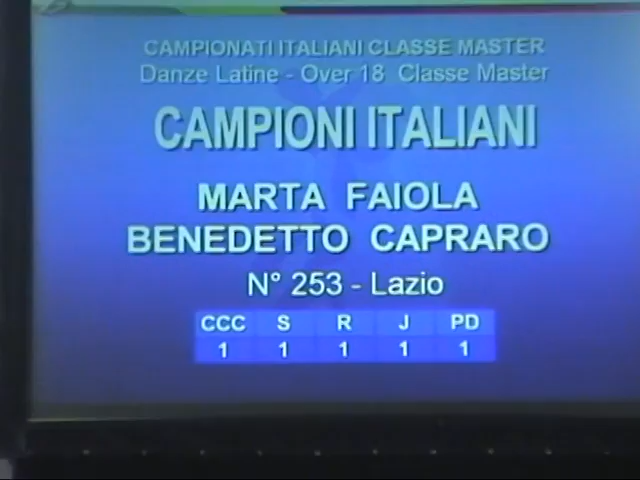 CAMPIONATI ITALIANI CLASSE MASTER
Danze Latine - Over 18 Classe Master
CAMPIONI ITALIANI
MARTA FAIOLA
BENEDETTO CAPRARO
N° 253 - Lazio
CCC S R J PD
1 1 1 1 1